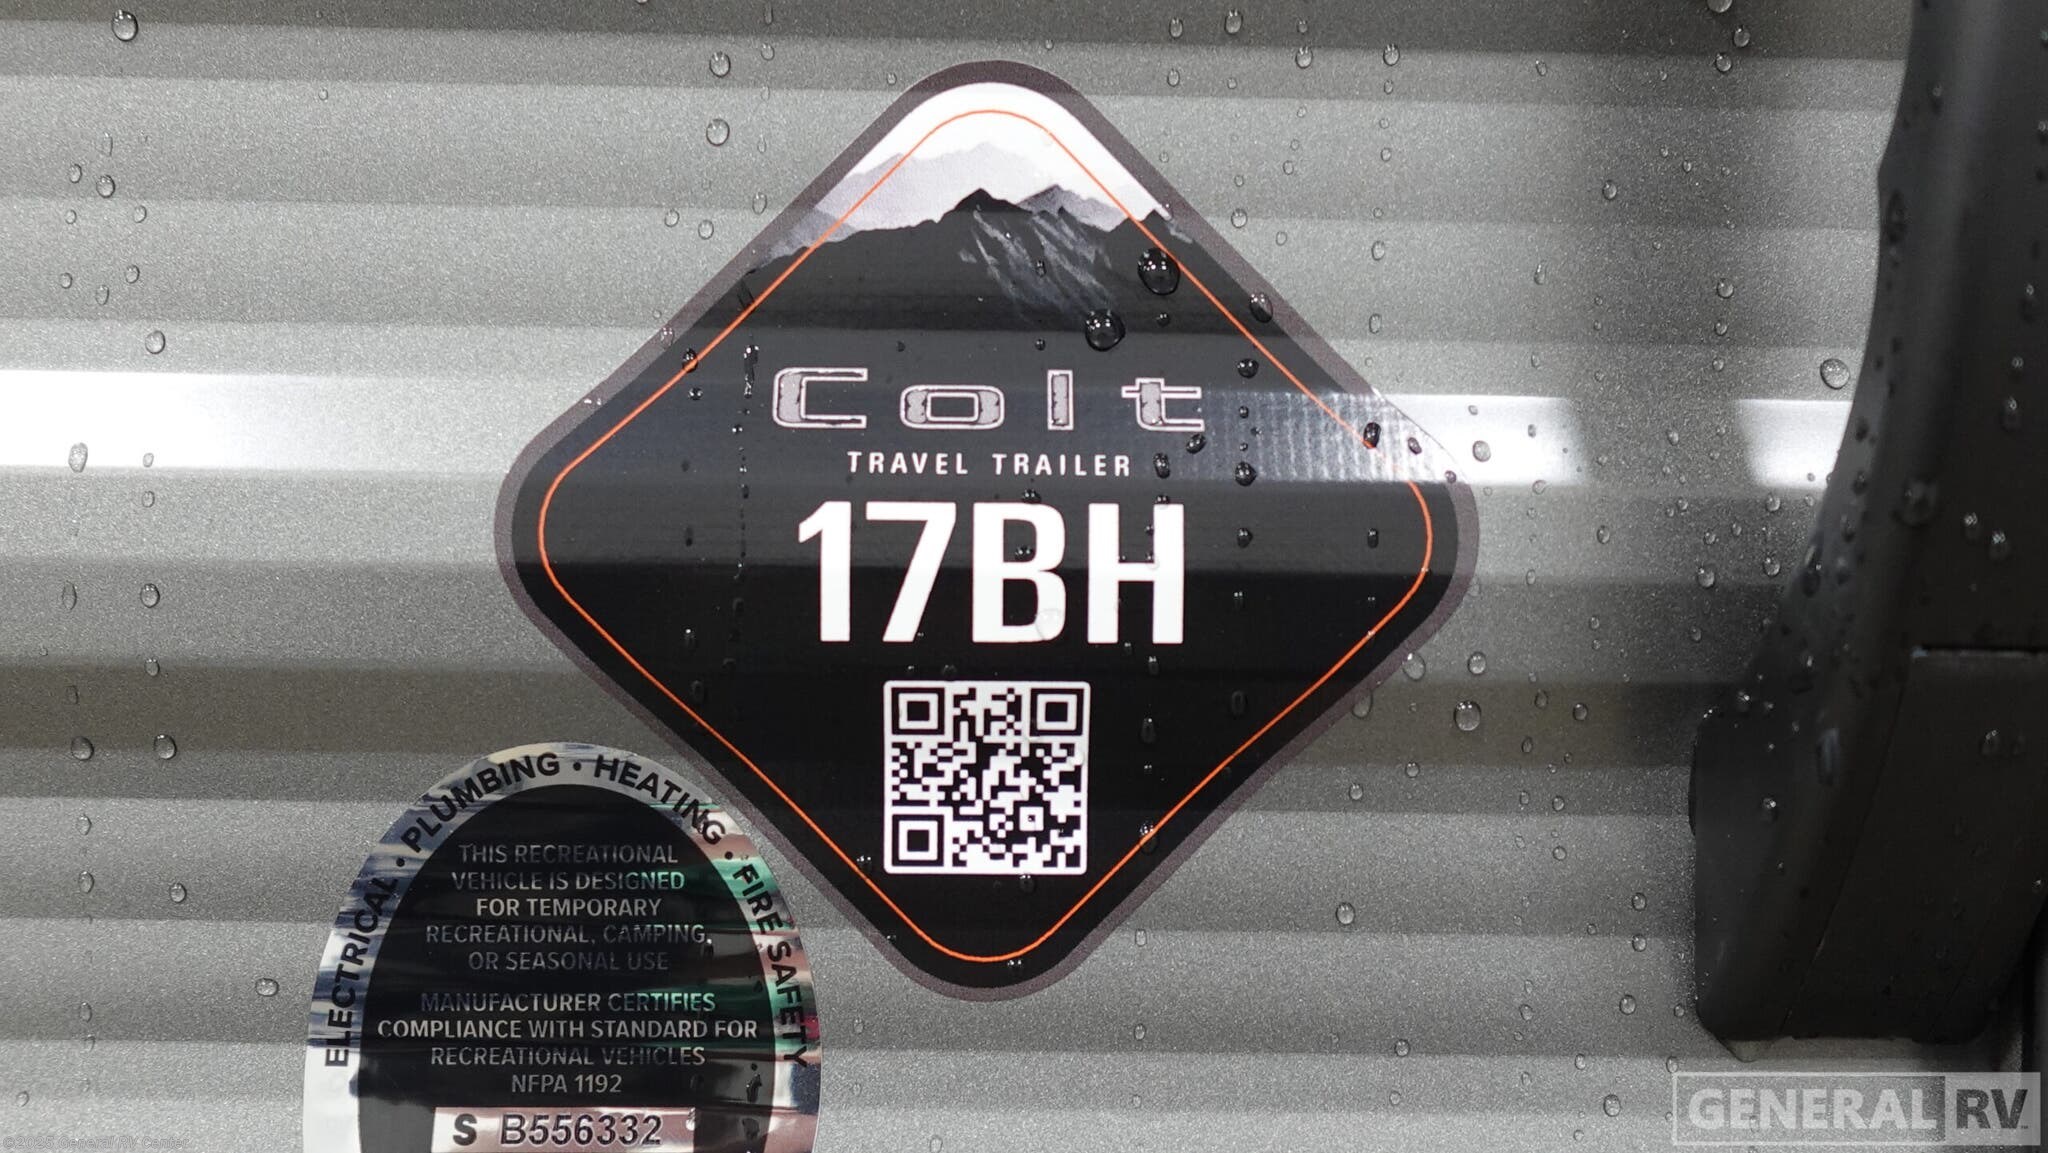 Colt
TRAVEL TRAILER
17BH
ELECTRICAL • PLUMBING • HEATING • FIRE SAFETY
THIS RECREATIONAL
VEHICLE IS DESIGNED
FOR TEMPORARY
RECREATIONAL, CAMPING,
OR SEASONAL USE
MANUFACTURER CERTIFIES
COMPLIANCE WITH STANDARD FOR
RECREATIONAL VEHICLES
NFPA 1192
S B556332
GENERAL RV